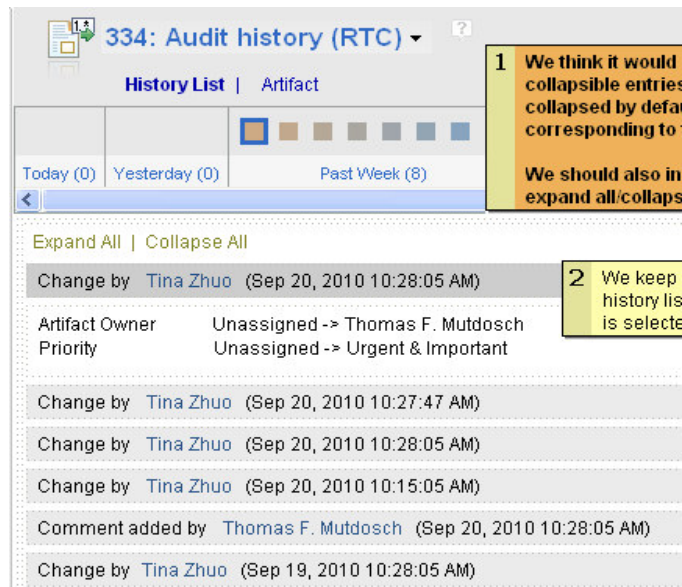 334: Audit history (RTC)
?
History List | Artifact
Today (0) Yesterday (0) Past Week (8)
1 We think it would
collapsible entries
collapsed by defau
corresponding to
We should also in
expand all/collaps
Expand All | Collapse All
Change by Tina Zhuo (Sep 20, 2010 10:28:05 AM)
2 We keep
history lis
is selecte
Artifact Owner Unassigned -> Thomas F. Mutdosch
Priority Unassigned -> Urgent & Important
Change by Tina Zhuo (Sep 20, 2010 10:27:47 AM)
Change by Tina Zhuo (Sep 20, 2010 10:28:05 AM)
Change by Tina Zhuo (Sep 20, 2010 10:15:05 AM)
Comment added by Thomas F. Mutdosch (Sep 20, 2010 10:28:05 AM)
Change by Tina Zhuo (Sep 19, 2010 10:28:05 AM)